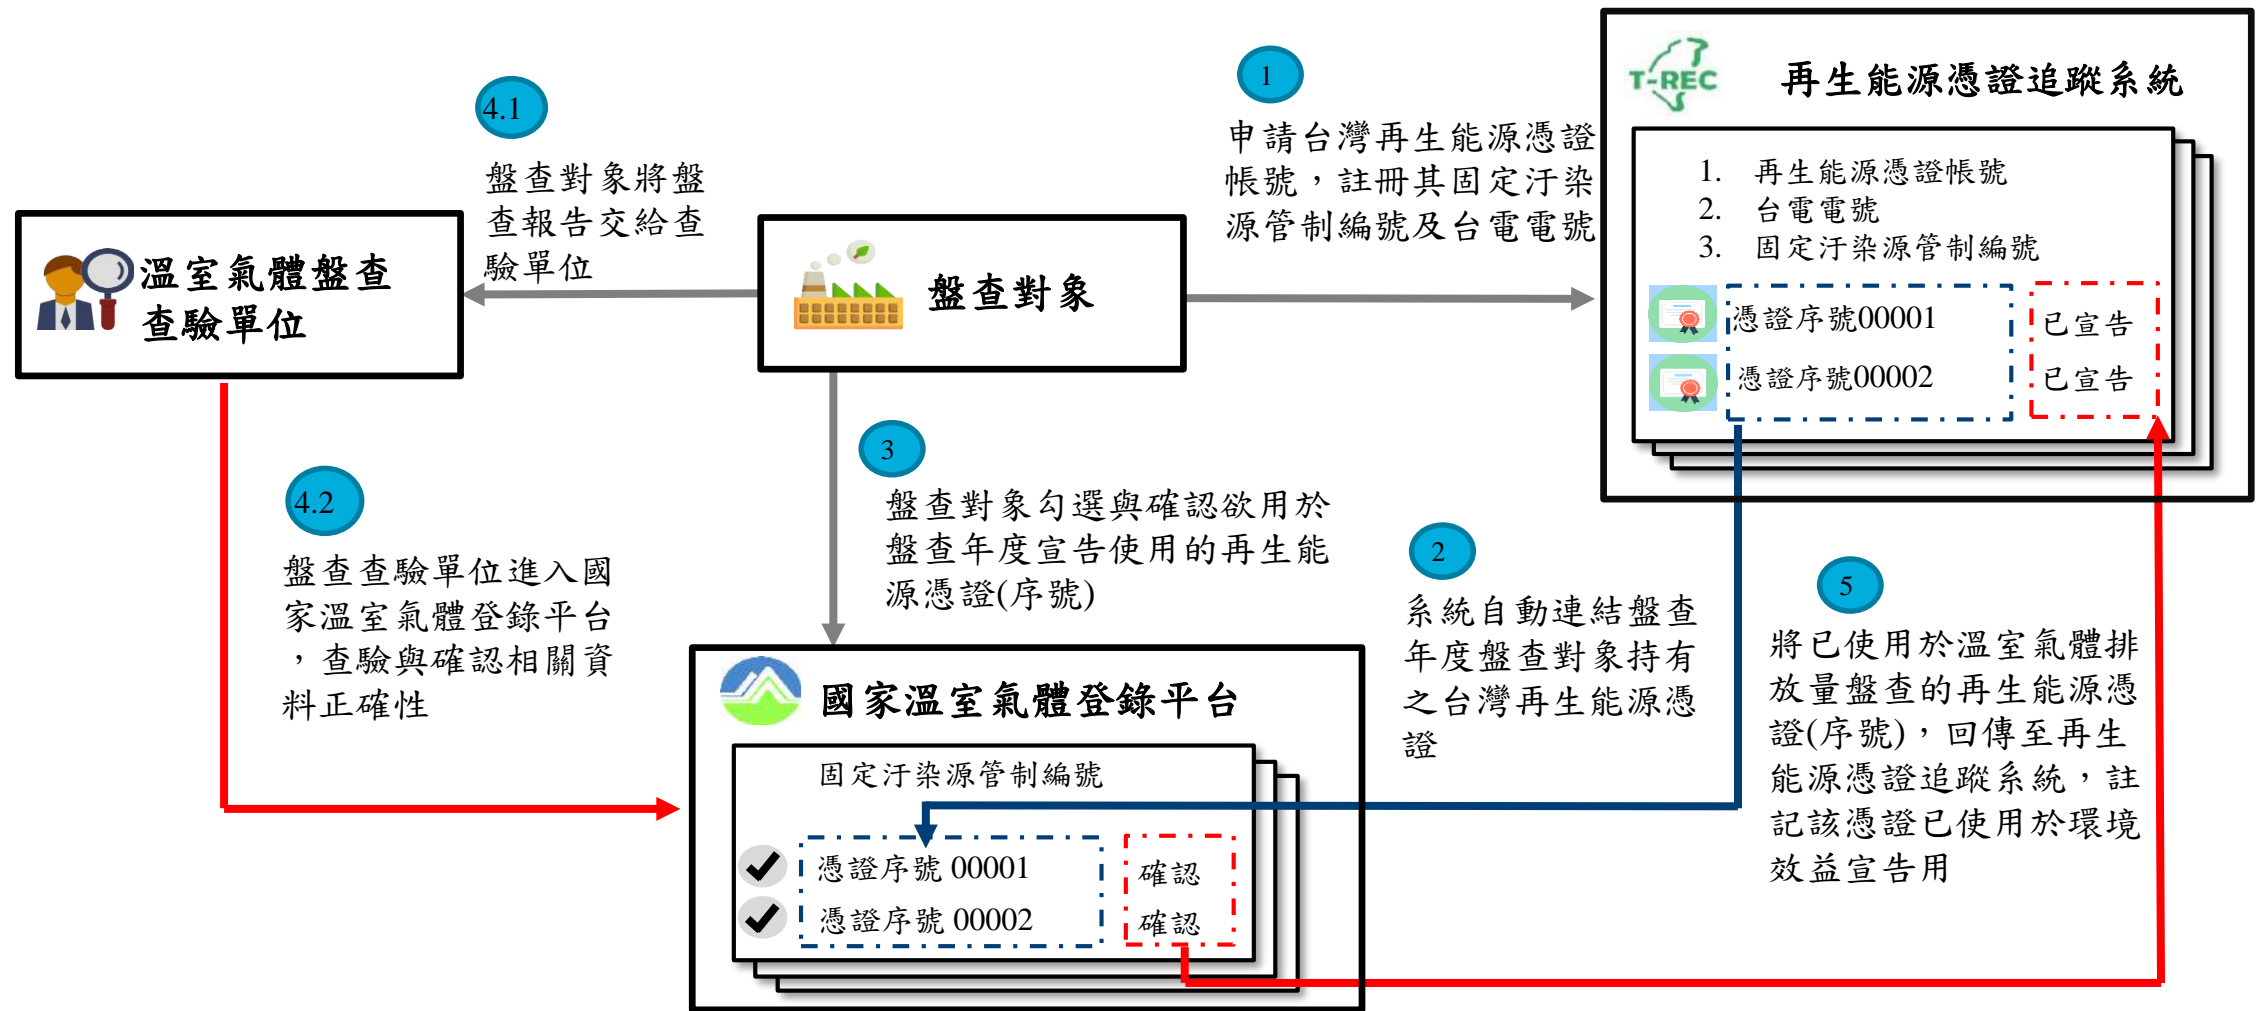 1
申請台灣再生能源憑證
帳號，註冊其固定汙染
源管制編號及台電電號
T-REC
再生能源憑證追蹤系統
1. 再生能源憑證帳號
2. 台電電號
3. 固定汙染源管制編號
憑證序號00001
已宣告
憑證序號00002
已宣告
4.1
盤查對象將盤
查報告交給查
驗單位
溫室氣體盤查
查驗單位
盤查對象
3
盤查對象勾選與確認欲用於
盤查年度宣告使用的再生能
源憑證(序號)
4.2
盤查查驗單位進入國
家溫室氣體登錄平台
，查驗與確認相關資
料正確性
2
系統自動連結盤查
年度盤查對象持有
之台灣再生能源憑
證
5
將已使用於溫室氣體排
放量盤查的再生能源憑
證(序號)，回傳至再生
能源憑證追蹤系統，註
記該憑證已使用於環境
效益宣告用
國家溫室氣體登錄平台
固定汙染源管制編號
憑證序號 00001
確認
憑證序號 00002
確認